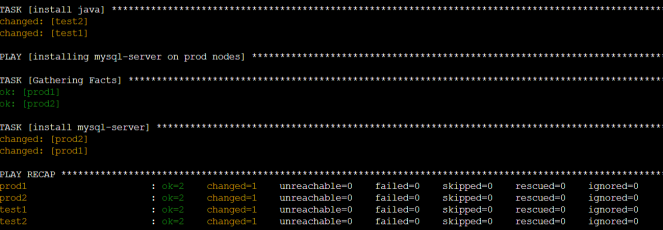 TASK [install java] ****************************************************************************************************
changed: [test2]
changed: [test1]
PLAY [installing mysql-server on prod nodes] ***************************************************************************
TASK [Gathering Facts] *************************************************************************************************
ok: [prod1]
ok: [prod2]
TASK [install mysql-server] ********************************************************************************************
changed: [prod2]
changed: [prod1]
PLAY RECAP *************************************************************************************************************
prod1 : ok=2 changed=1 unreachable=0 failed=0 skipped=0 rescued=0 ignored=0
prod2 : ok=2 changed=1 unreachable=0 failed=0 skipped=0 rescued=0 ignored=0
test1 : ok=2 changed=1 unreachable=0 failed=0 skipped=0 rescued=0 ignored=0
test2 : ok=2 changed=1 unreachable=0 failed=0 skipped=0 rescued=0 ignored=0